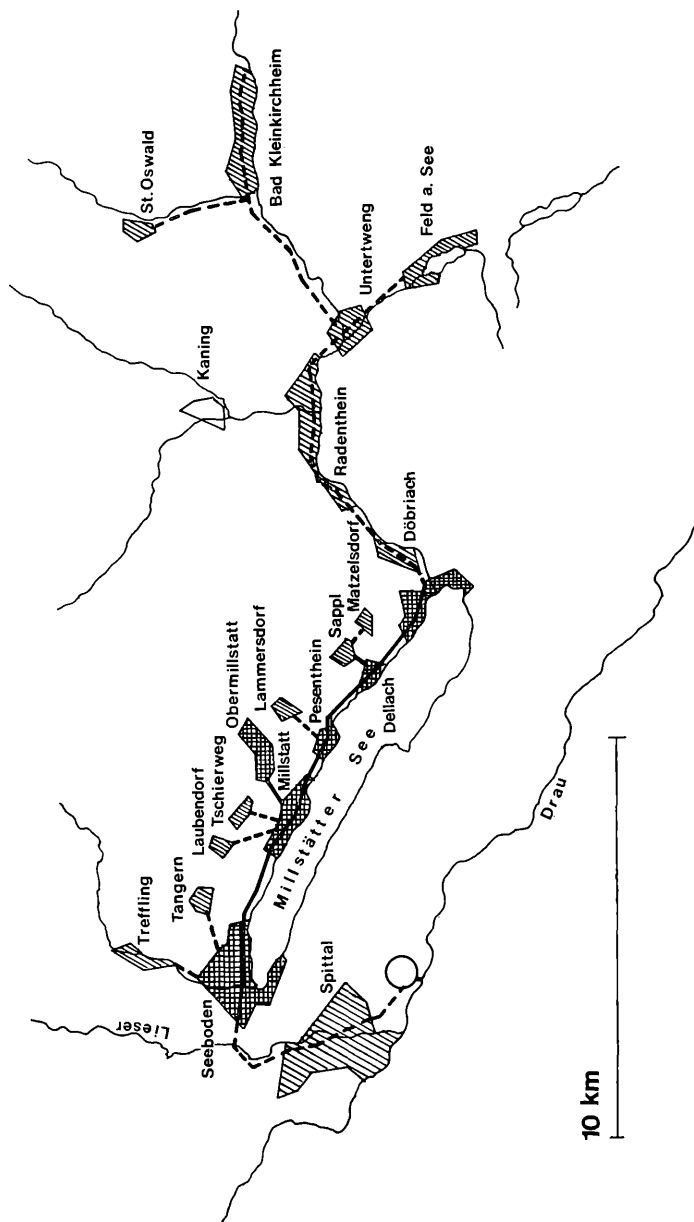 St. Oswald
Bad Kleinkirchheim
Kaning
Untertweng
Feld a. See
Radenthein
Döbriach
Matzelsdorf
Sappl
Lammersdorf
Obermillstatt
Pesenthein
Dellach
Millstatt
Tschierweg
Laubendorf
Tangern
Treffling
Millstätter See
Seeboden
Lieser
Spittal
Drau
10 km